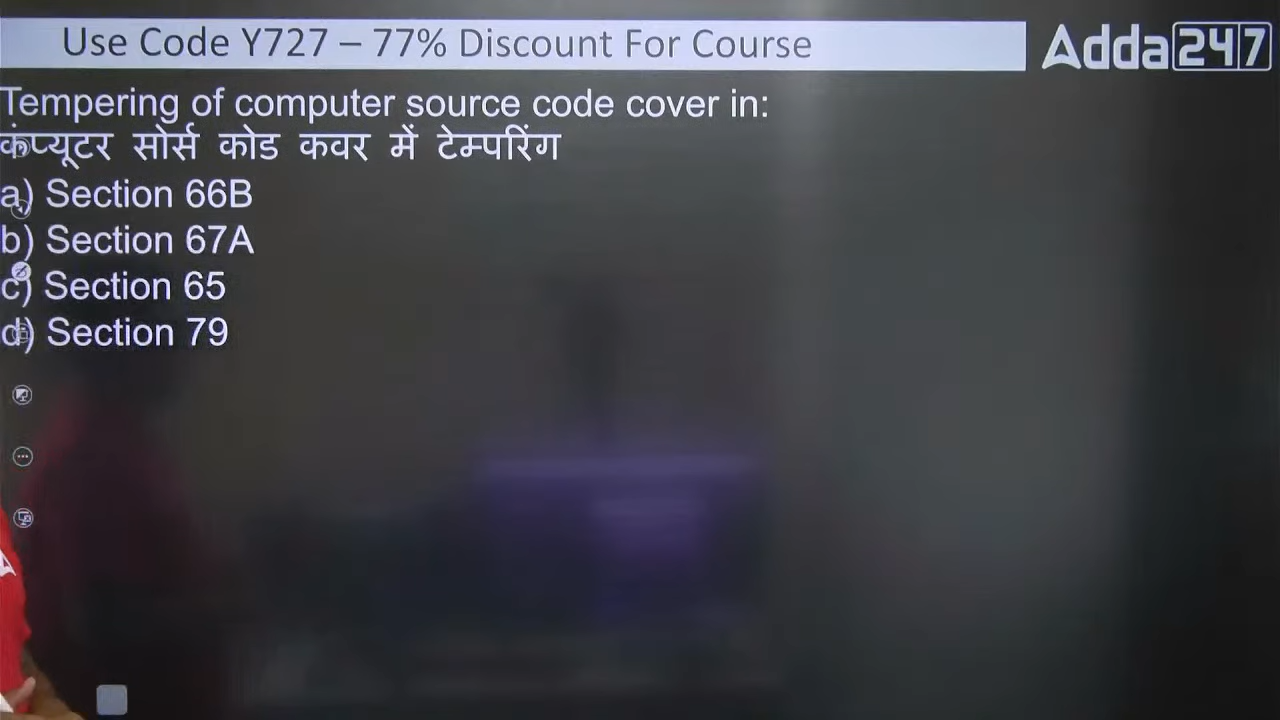 Use Code Y727 – 77% Discount For Course
Adda247
Tempering of computer source code cover in:
कंप्यूटर सोर्स कोड कवर में टेम्परिंग
a) Section 66B
b) Section 67A
c) Section 65
d) Section 79